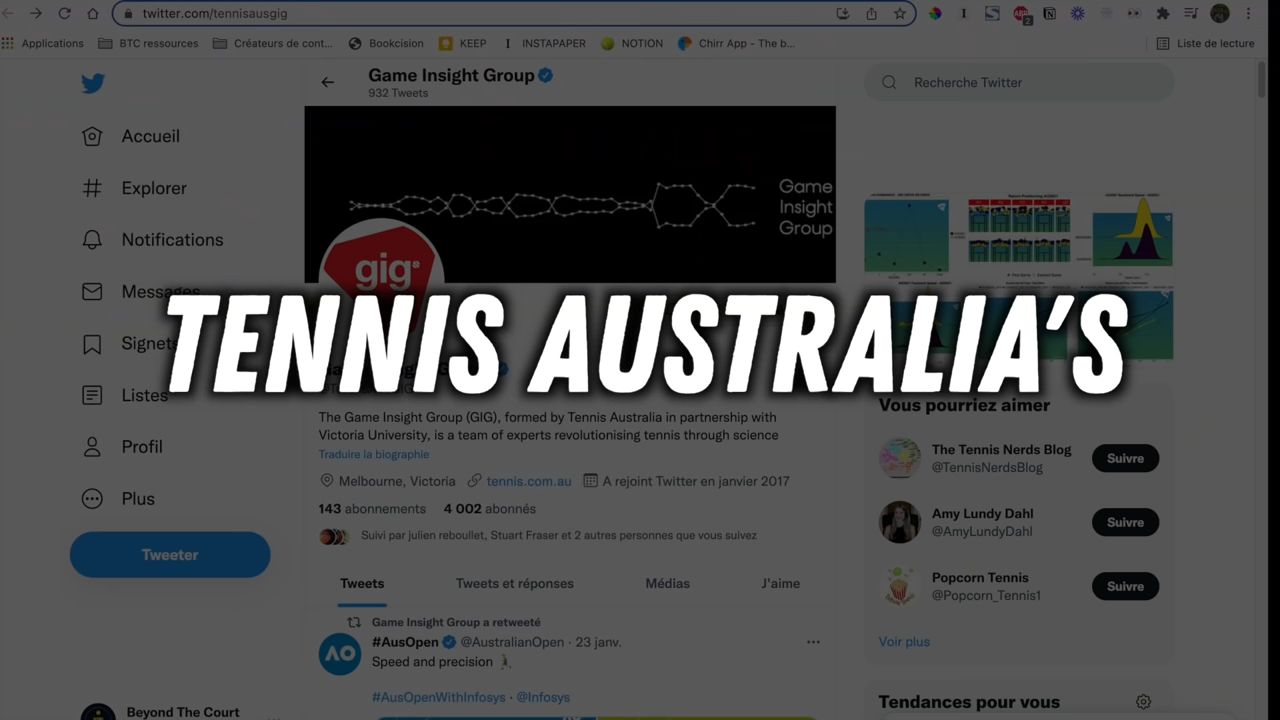 twitter.com/tennisausgig
Applications
BTC ressources
Créateurs de cont...
Bookcision
KEEP
INSTAPAPER
NOTION
Chirr App - The b...
Liste de lecture
Game Insight Group
932 Tweets
Recherche Twitter
Accueil
Explorer
Notifications
Messages
Signets
Listes
Profil
Plus
Tweeter
Game
Insight
Group
gig
TENNIS AUSTRALIA'S
The Game Insight Group (GIG), formed by Tennis Australia in partnership with
Victoria University, is a team of experts revolutionising tennis through science
Traduire la biographie
Melbourne, Victoria
tennis.com.au
A rejoint Twitter en janvier 2017
143 abonnements
4 002 abonnés
Suivi par julien reboullet, Stuart Fraser et 2 autres personnes que vous suivez
Tweets
Tweets et réponses
Médias
J'aime
Game Insight Group a retweeté
#AusOpen @AustralianOpen · 23 janv.
AO
Speed and precision
#AusOpenWithInfosys · @Infosys
Vous pourriez aimer
The Tennis Nerds Blog
@TennisNerdsBlog
Suivre
Amy Lundy Dahl
@AmyLundyDahl
Suivre
Popcorn Tennis
@Popcorn_Tennis1
Suivre
Voir plus
Tendances pour vous
Beyond The Court